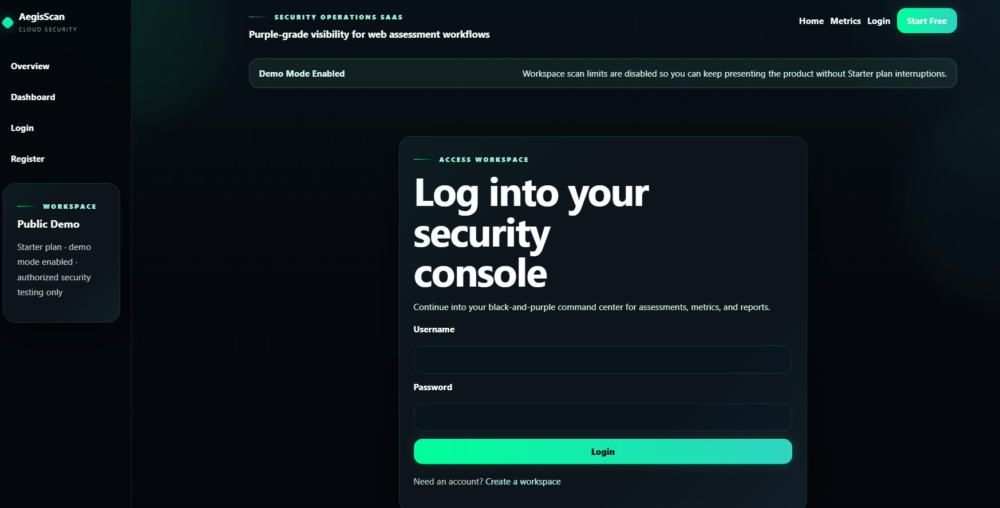 AegisScan
CLOUD SECURITY
Overview
Dashboard
Login
Register
WORKSPACE
Public Demo
Starter plan · demo
mode enabled ·
authorized security
testing only
SECURITY OPERATIONS SAAS
Purple-grade visibility for web assessment workflows
Home Metrics Login Start Free
Demo Mode Enabled
Workspace scan limits are disabled so you can keep presenting the product without Starter plan interruptions.
ACCESS WORKSPACE
Log into your
security
console
Continue into your black-and-purple command center for assessments, metrics, and reports.
Username
Password
Login
Need an account? Create a workspace